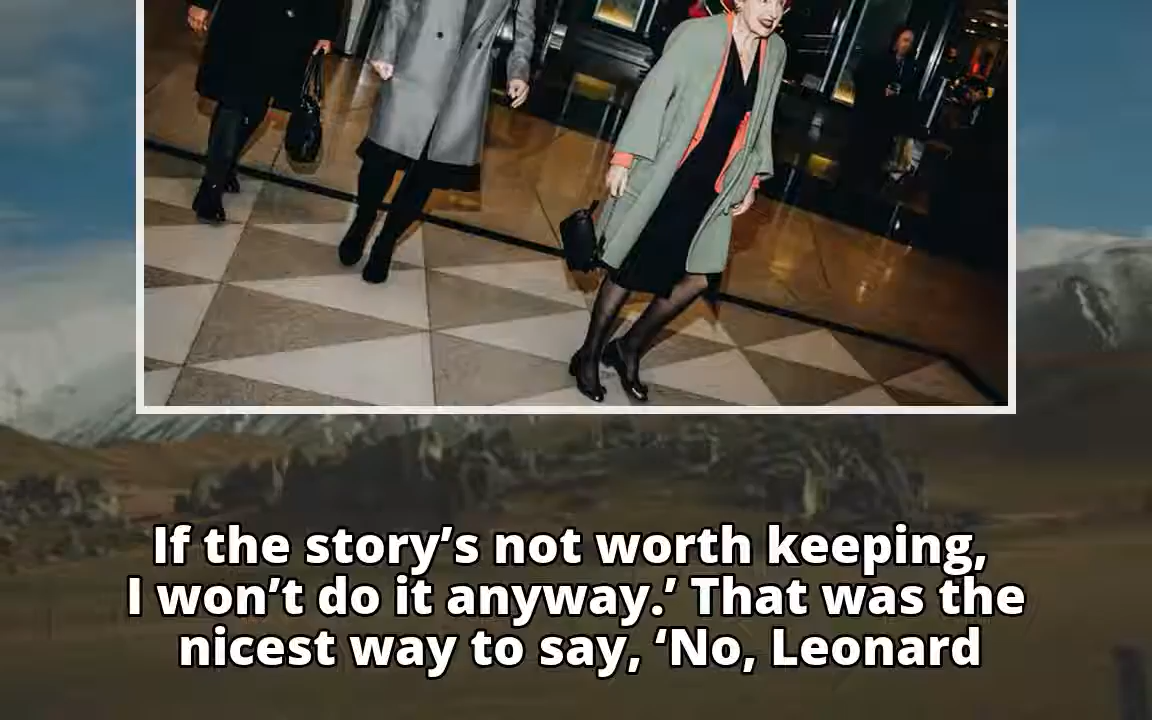 If the story’s not worth keeping,
I won’t do it anyway.’ That was the
nicest way to say, ‘No, Leonard